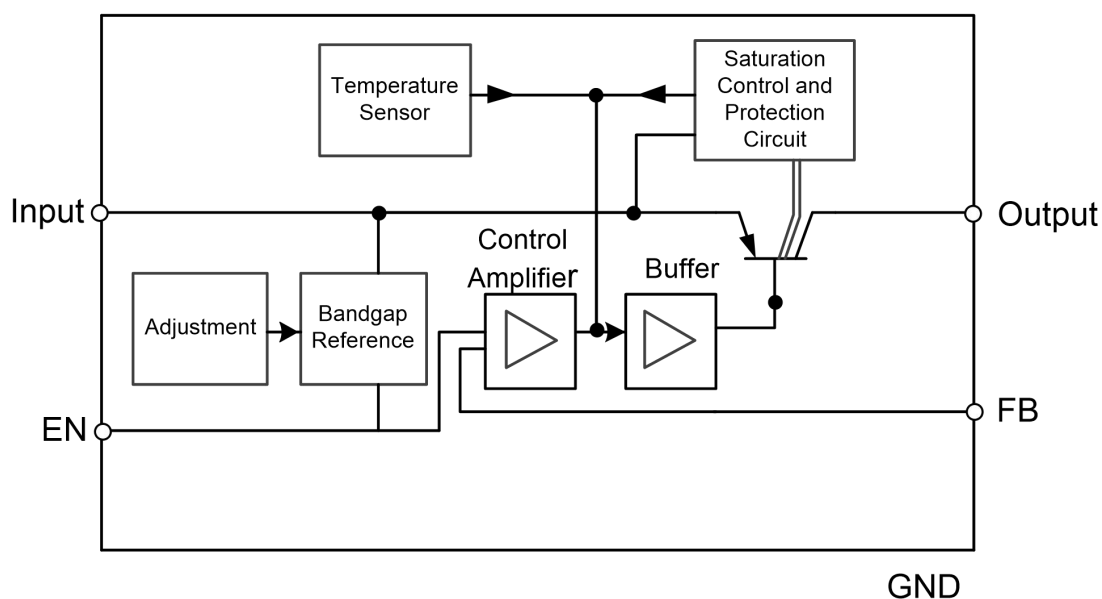 Temperature
Sensor
Saturation
Control and
Protection
Circuit
Input
Output
Control
Amplifier
Buffer
Adjustment
Bandgap
Reference
EN
FB
GND